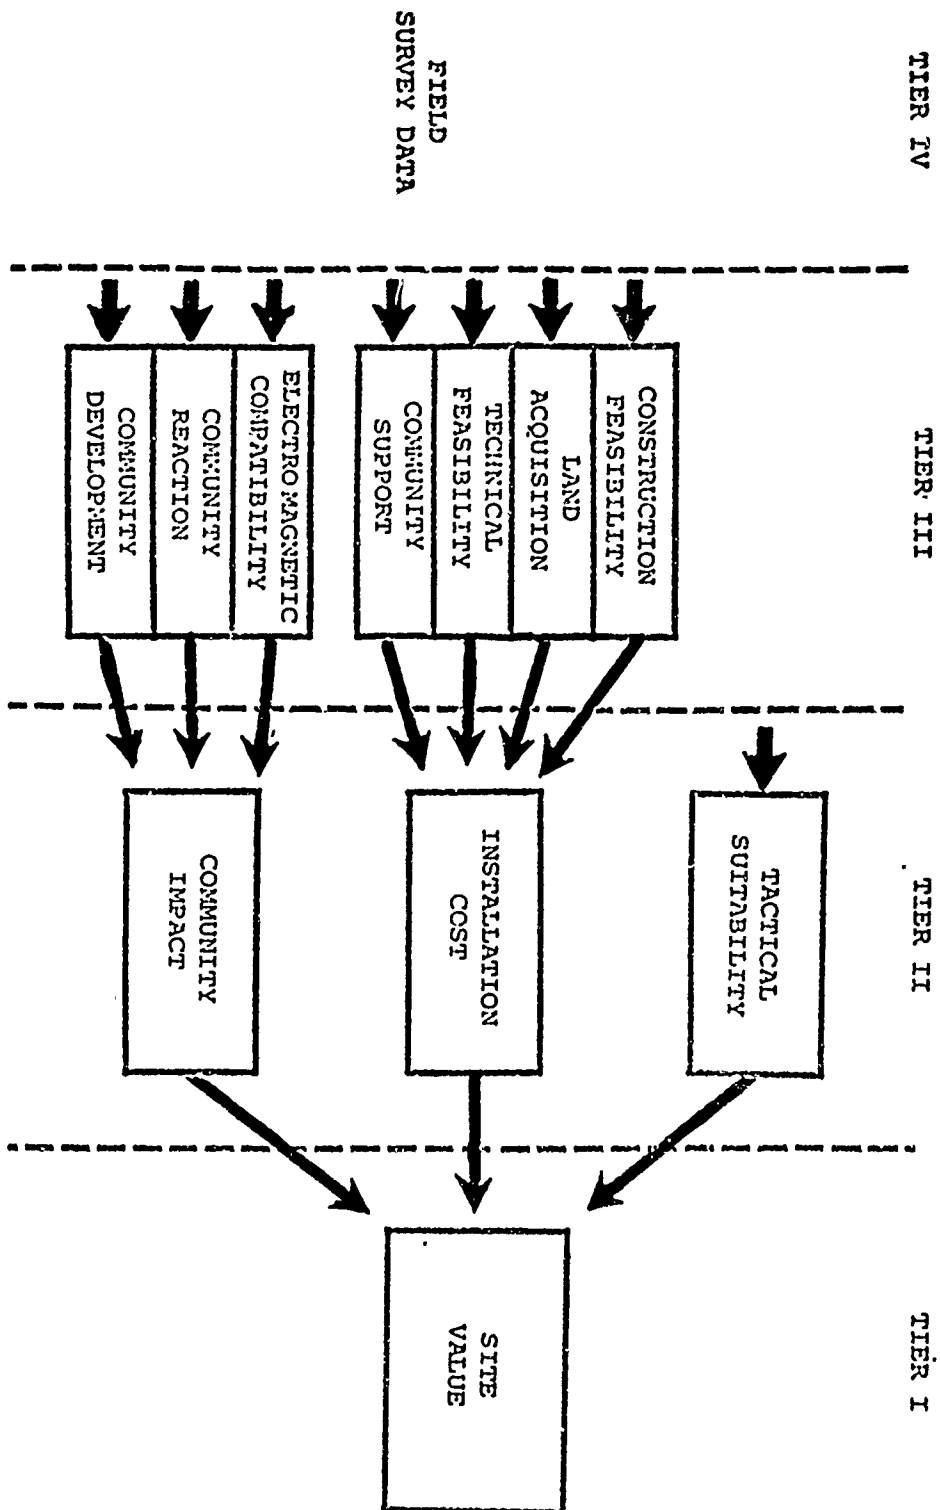 TIER IV
TIER III
TIER II
TIER I
FIELD
SURVEY DATA
CONSTRUCTION
FEASIBILITY
LAND
ACQUISITION
TECHNICAL
FEASIBILITY
COMMUNITY
SUPPORT
ELECTROMAGNETIC
COMPATIBILITY
COMMUNITY
REACTION
COMMUNITY
DEVELOPMENT
TACTICAL
SUITABILITY
INSTALLATION
COST
COMMUNITY
IMPACT
SITE
VALUE